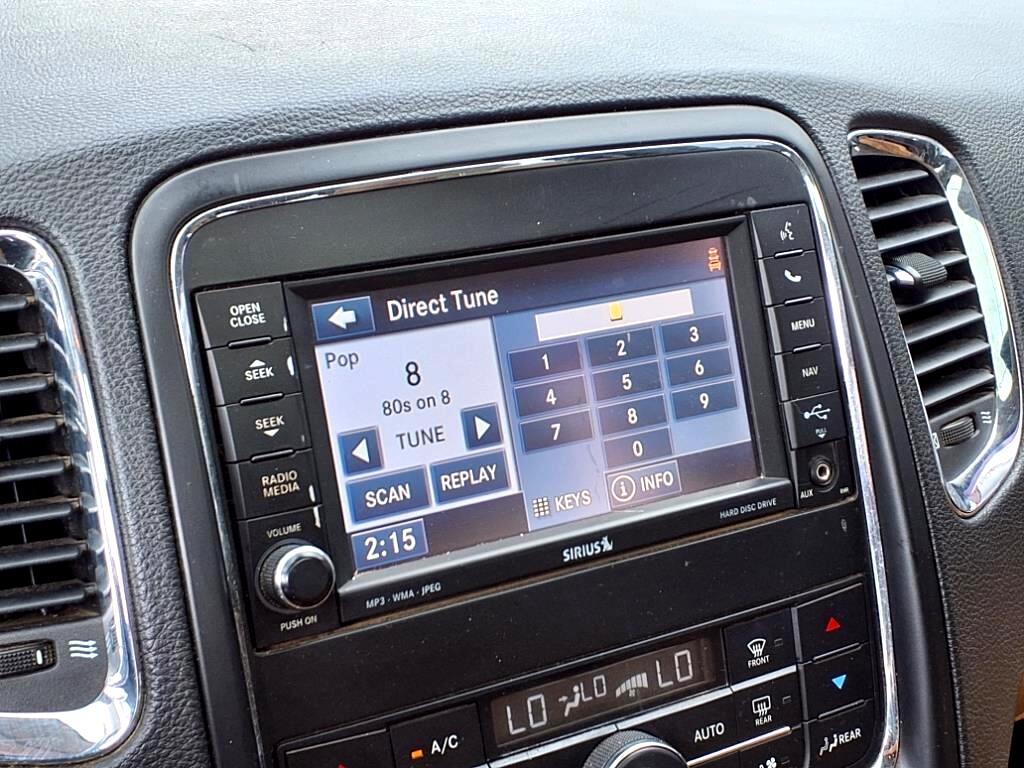 OPEN
CLOSE
SEEK
SEEK
RADIO
MEDIA
VOLUME
PUSH ON
Direct Tune
Pop
8
80s on 8
TUNE
SCAN
REPLAY
2:15
1
2
3
4
5
6
7
8
9
0
KEYS
i INFO
MENU
NAV
PULL
AUX
MP3 - WMA - JPEG
SIRIUS
HARD DISC DRIVE
LO
LO
LO
A/C
AUTO
FRONT
REAR
REAR